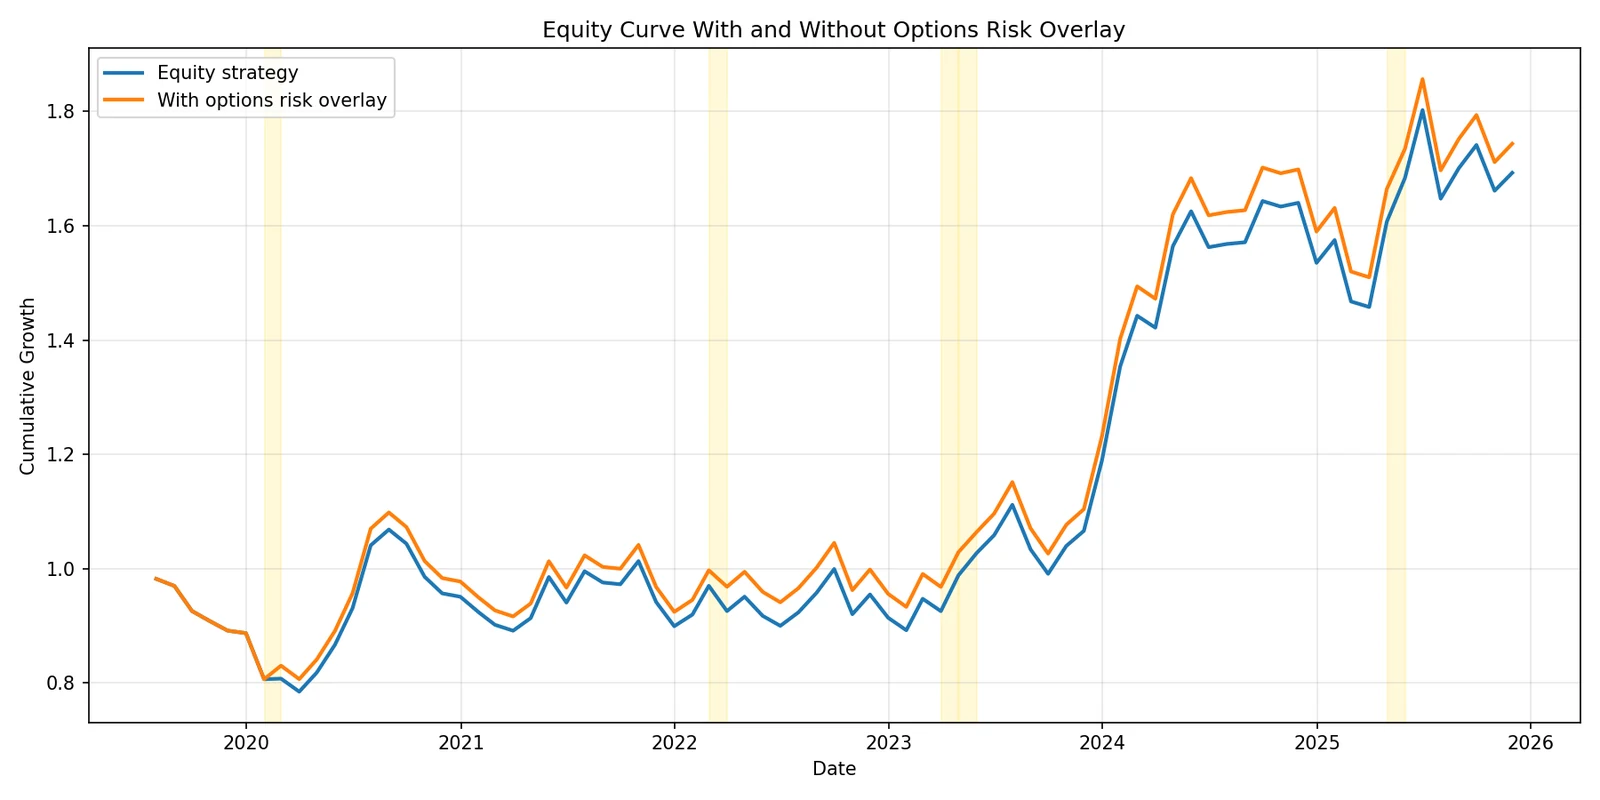 Equity Curve With and Without Options Risk Overlay
Equity strategy
With options risk overlay
Cumulative Growth
1.8
1.6
1.4
1.2
1.0
0.8
2020 2021 2022 2023 2024 2025 2026
Date